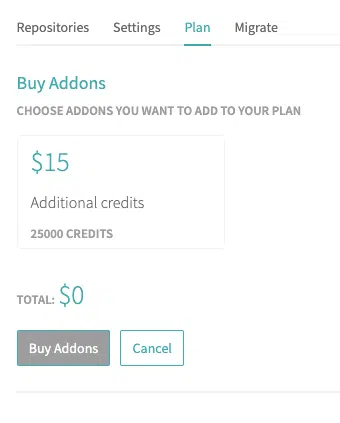 Repositories Settings Plan Migrate
Buy Addons
CHOOSE ADDONS YOU WANT TO ADD TO YOUR PLAN
$15
Additional credits
25000 CREDITS
TOTAL: $0
Buy Addons Cancel